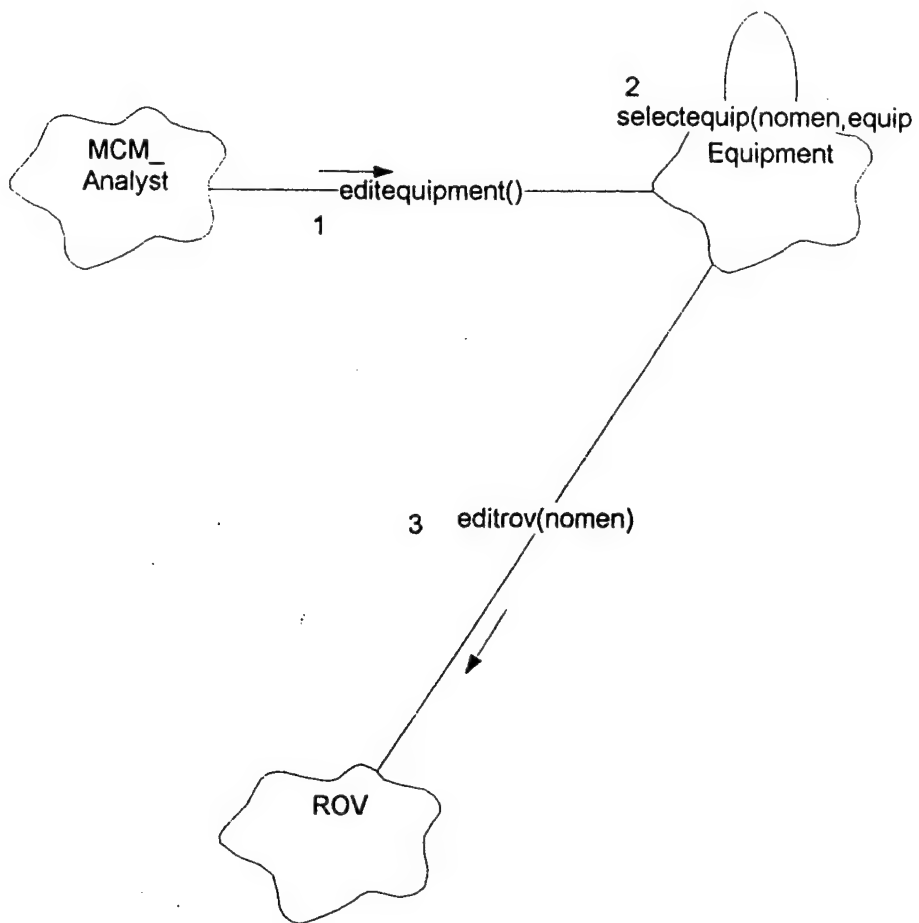 2
selectequip(nomen,equip
Equipment
MCM_
Analyst
editequipment()
1
3 editrov(nomen)
ROV